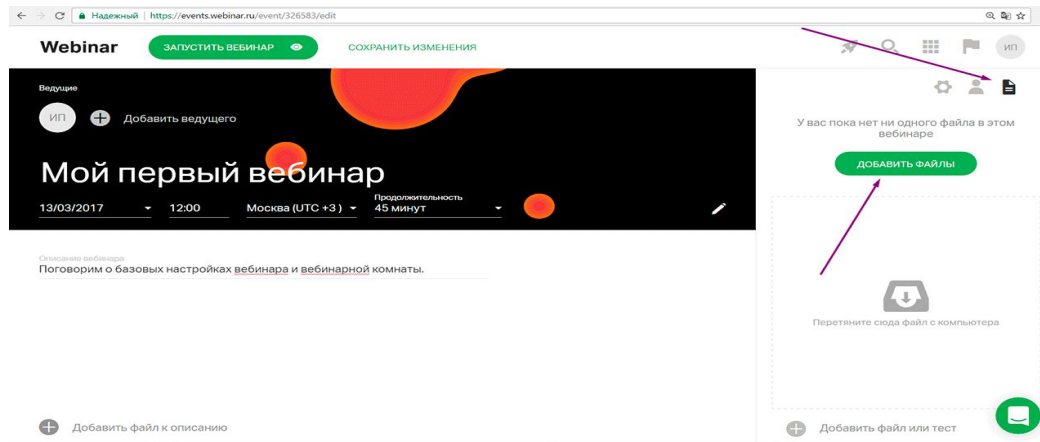 Надежный | https://events.webinar.ru/event/326583/edit
Webinar
ЗАПУСТИТЬ ВЕБИНАР
СОХРАНИТЬ ИЗМЕНЕНИЯ
ИП
Ведущие
ИП
Добавить ведущего
Мой первый вебинар
Продолжительность
13/03/2017 12:00 Москва (UTC +3) 45 минут
Описание вебинара
Поговорим о базовых настройках вебинара и вебинарной комнаты.
Добавить файл к описанию
У вас пока нет ни одного файла в этом
вебинаре
ДОБАВИТЬ ФАЙЛЫ
Перетяните сюда файл с компьютера
Добавить файл или тест